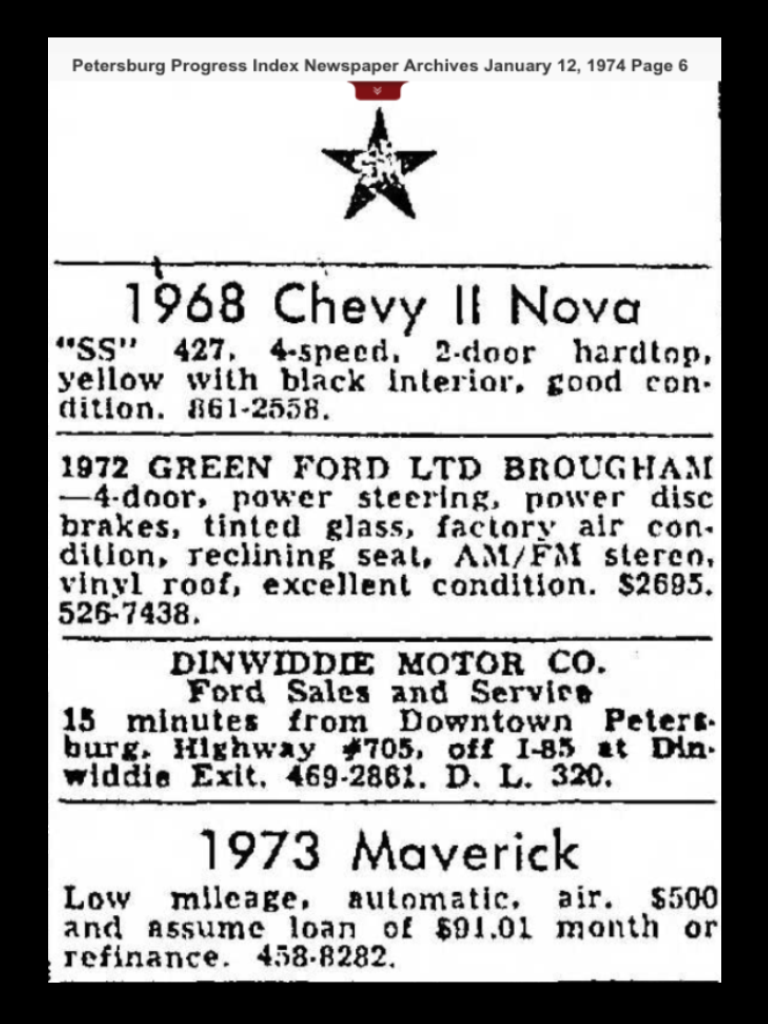 Petersburg Progress Index Newspaper Archives January 12, 1974 Page 6
1968 Chevy II Nova
"SS" 427, 4-speed, 2-door hardtop,
yellow with black interior, good con-
dition. 861-2558.
1972 GREEN FORD LTD BROUGHAM
—4-door, power steering, power disc
brakes, tinted glass, factory air con-
dition, reclining seat, AM/FM stereo,
vinyl roof, excellent condition. $2695.
526-7438.
DINWIDDIE MOTOR CO.
Ford Sales and Service
15 minutes from Downtown Peters-
burg. Highway #705, off I-85 at Din-
widdie Exit. 469-2861. D. L. 320.
1973 Maverick
Low mileage, automatic, air. $500
and assume loan of $91.01 month or
refinance. 458-8282.